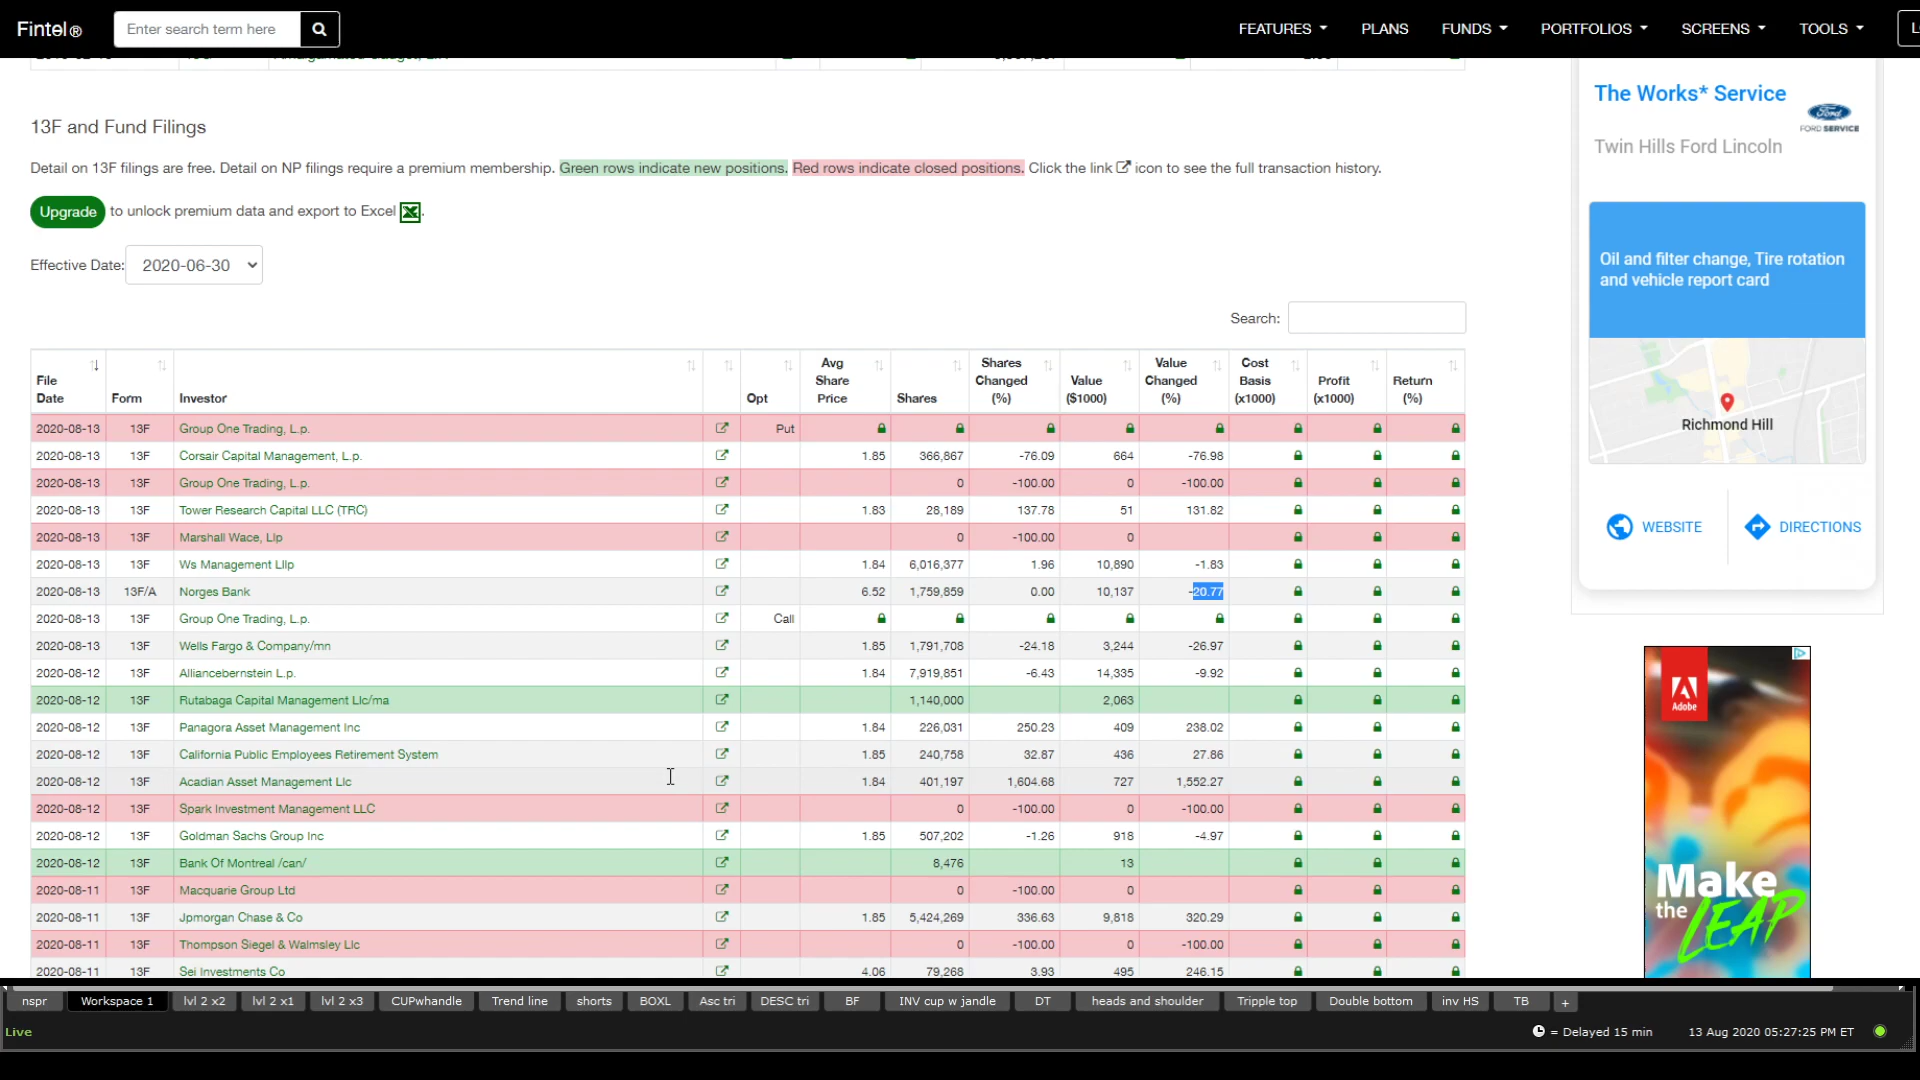 Fintel®
Enter search term here
FEATURES
PLANS
FUNDS
PORTFOLIOS
SCREENS
TOOLS
13F and Fund Filings
Detail on 13F filings are free. Detail on NP filings require a premium membership. Green rows indicate new positions. Red rows indicate closed positions. Click the link icon to see the full transaction history.
Upgrade to unlock premium data and export to Excel .
Effective Date: 2020-06-30
Search:
File Date Form Investor Opt Avg Share Price Shares Shares Changed (%) Value ($1000) Value Changed (%) Cost Basis (x1000) Profit (x1000) Return (%)
2020-08-13 13F Group One Trading, L.p. Put
2020-08-13 13F Corsair Capital Management, L.p. 1.85 366,867 -76.09 664 -76.98
2020-08-13 13F Group One Trading, L.p. 0 -100.00 0 -100.00
2020-08-13 13F Tower Research Capital LLC (TRC) 1.83 28,189 137.78 51 131.82
2020-08-13 13F Marshall Wace, Llp 0 -100.00 0
2020-08-13 13F Ws Management Lllp 1.84 6,016,377 1.96 10,890 -1.83
2020-08-13 13F/A Norges Bank 6.52 1,759,859 0.00 10,137 -20.77
2020-08-13 13F Group One Trading, L.p. Call
2020-08-13 13F Wells Fargo & Company/mn 1.85 1,791,708 -24.18 3,244 -26.97
2020-08-12 13F Alliancebernstein L.p. 1.84 7,919,851 -6.43 14,335 -9.92
2020-08-12 13F Rutabaga Capital Management Llc/ma 1,140,000 2,063
2020-08-12 13F Panagora Asset Management Inc 1.84 226,031 250.23 409 238.02
2020-08-12 13F California Public Employees Retirement System 1.85 240,758 32.87 436 27.86
2020-08-12 13F Acadian Asset Management Llc 1.84 401,197 1,604.68 727 1,552.27
2020-08-12 13F Spark Investment Management LLC 0 -100.00 0 -100.00
2020-08-12 13F Goldman Sachs Group Inc 1.85 507,202 -1.26 918 -4.97
2020-08-12 13F Bank Of Montreal /can/ 8,476 13
2020-08-11 13F Macquarie Group Ltd 0 -100.00 0
2020-08-11 13F Jpmorgan Chase & Co 1.85 5,424,269 336.63 9,818 320.29
2020-08-11 13F Thompson Siegel & Walmsley Llc 0 -100.00 0 -100.00
2020-08-11 13F Sei Investments Co 4.06 79,268 3.93 495 246.15
The Works* Service
Ford
FORD SERVICE
Twin Hills Ford Lincoln
Oil and filter change, Tire rotation
and vehicle report card
Richmond Hill
WEBSITE
DIRECTIONS
Adobe
Make
the LEAP
nspr Workspace 1 lvl 2 x2 lvl 2 x1 lvl 2 x3 CUPwhandle Trend line shorts BOXL Asc tri DESC tri BF INV cup w jandle DT heads and shoulder Tripple top Double bottom inv HS TB +
Live
= Delayed 15 min 13 Aug 2020 05:27:25 PM ET